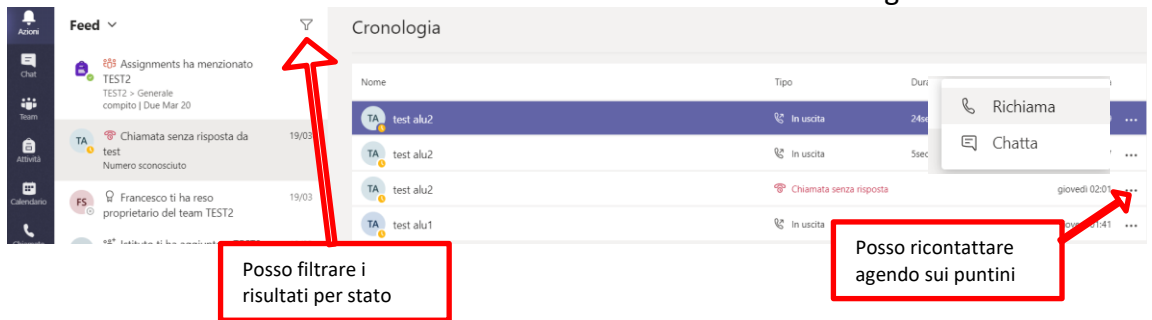 Azioni
Chat
Team
Attività
Calendario
Feed
Assignments ha menzionato
TEST2
TEST2 > Generale
compito | Due Mar 20
TA
Chiamata senza risposta da
19/03
test
Numero sconosciuto
FS
Francesco ti ha reso
19/03
proprietario del team TEST2
Cronologia
Nome
Tipo
TA
test alu2
In uscita
TA
test alu2
In uscita
TA
test alu2
Chiamata senza risposta
giovedì 02:01
TA
test alu1
In uscita
Richiama
Chatta
Posso filtrare i
risultati per stato
Posso ricontattare
agendo sui puntini